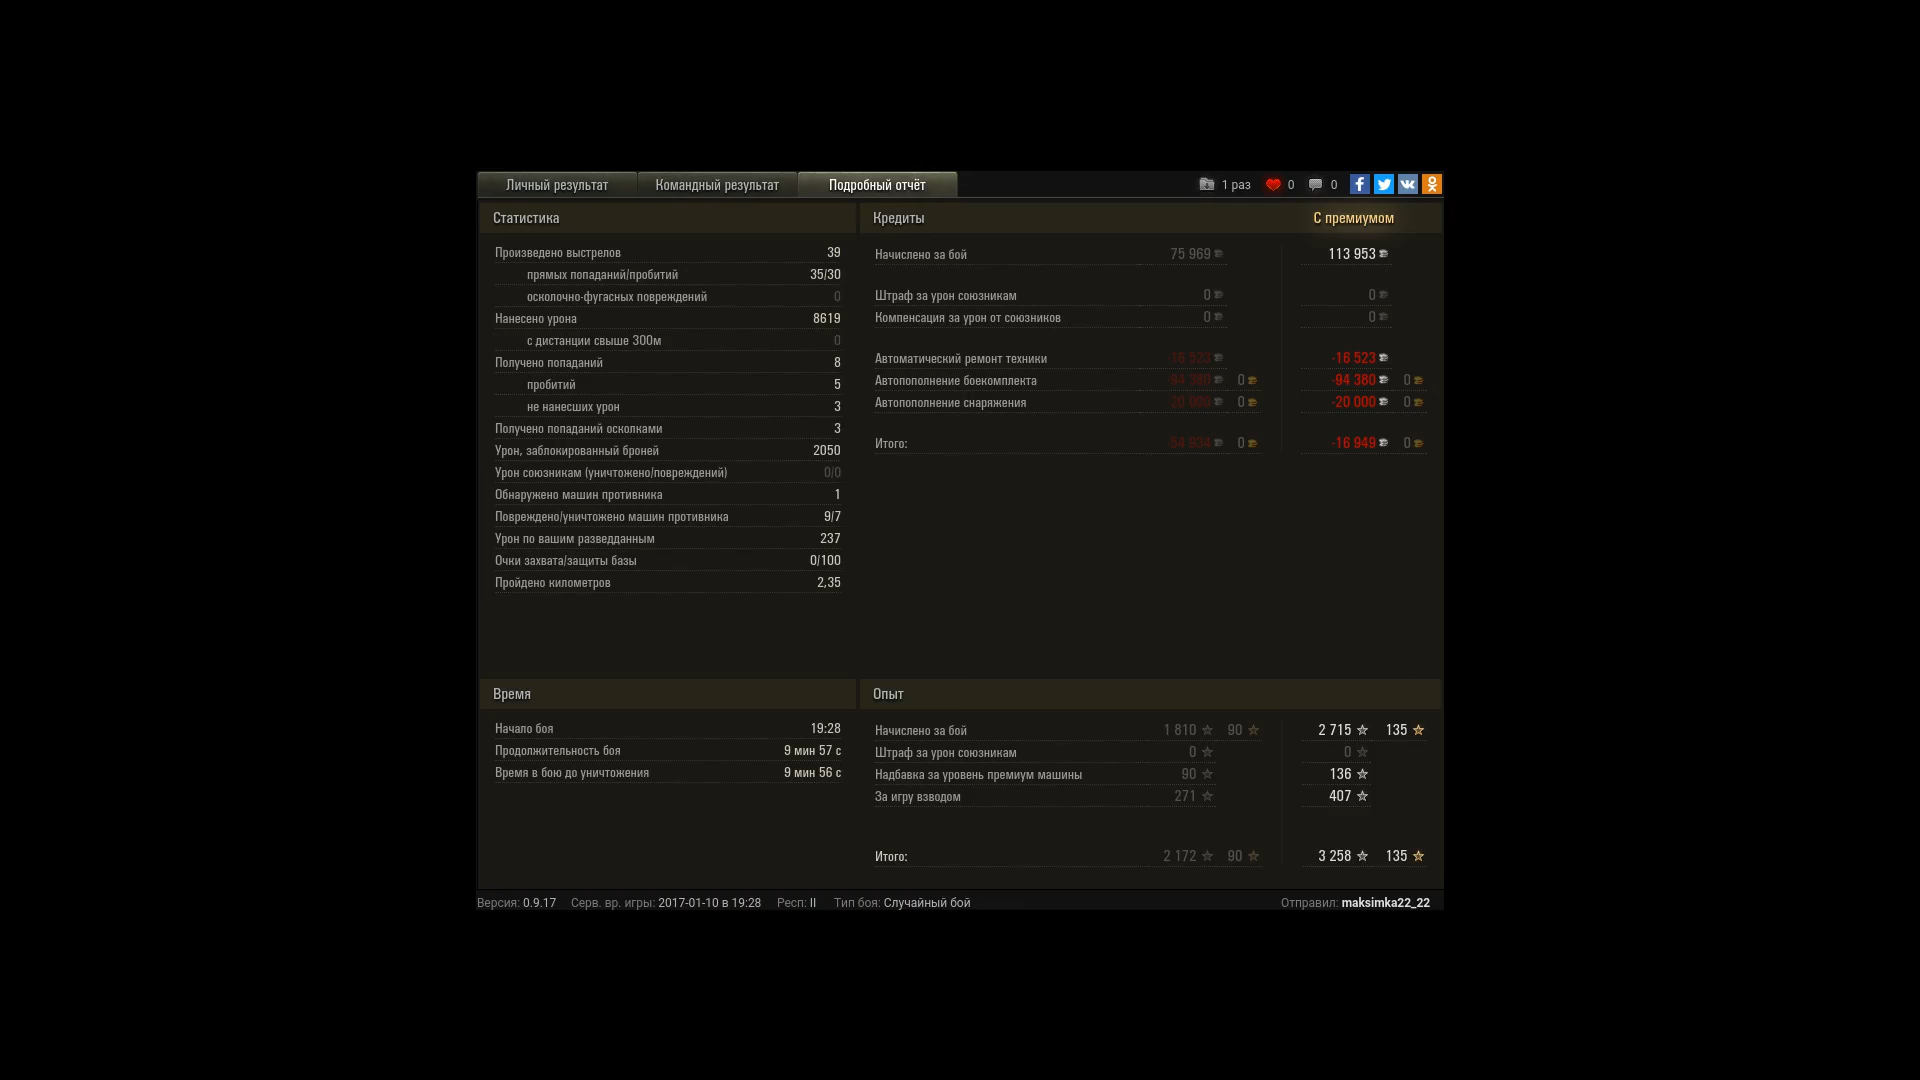 Личный результат Командный результат Подробный отчёт 1 раз 0 0
Статистика
Произведено выстрелов 39
прямых попаданий/пробитий 35/30
осколочно-фугасных повреждений 0
Нанесено урона 8619
с дистанции свыше 300м 0
Получено попаданий 8
пробитий 5
не нанесших урон 3
Получено попаданий осколками 3
Урон, заблокированный броней 2050
Урон союзникам (уничтожено/повреждений) 0/0
Обнаружено машин противника 1
Повреждено/уничтожено машин противника 9/7
Урон по вашим разведданным 237
Очки захвата/защиты базы 0/100
Пройдено километров 2,35
Кредиты С премиумом
Начислено за бой 75 969 113 953
Штраф за урон союзникам 0 0
Компенсация за урон от союзников 0 0
Автоматический ремонт техники -16 523 -16 523
Автопополнение боекомплекта -94 380 0 -94 380 0
Автопополнение снаряжения -20 000 0 -20 000 0
Итого: -54 934 0 -16 949 0
Время
Начало боя 19:28
Продолжительность боя 9 мин 57 с
Время в бою до уничтожения 9 мин 56 с
Опыт
Начислено за бой 1 810 90 2 715 135
Штраф за урон союзникам 0 0
Надбавка за уровень премиум машины 90 136
За игру взводом 271 407
Итого: 2 172 90 3 258 135
Версия: 0.9.17 Серв. вр. игры: 2017-01-10 в 19:28 Респ: II Тип боя: Случайный бой Отправил: maksimka22_22